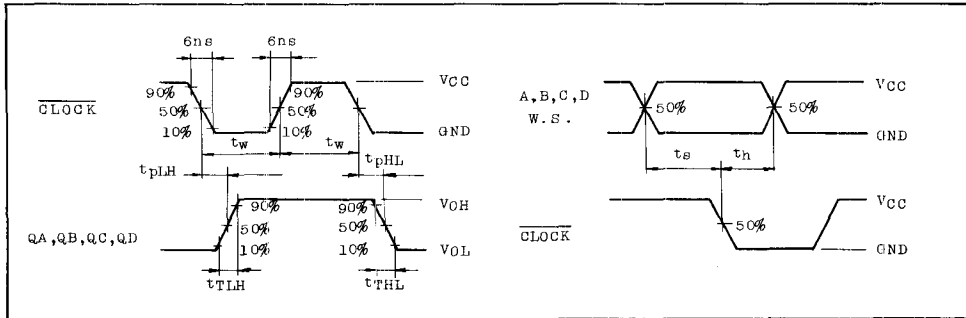 6ns 6ns
VCC
90%
CLOCK 50% 50%
10% 10%
GND
tw tw
tpLH tpHL
VOH
90% 90%
QA,QB,QC,QD 50% 50%
10% 10%
VOL
tTLH tTHL
A,B,C,D
W.S.
50% 50%
VCC
GND
ts th
VCC
CLOCK 50%
GND